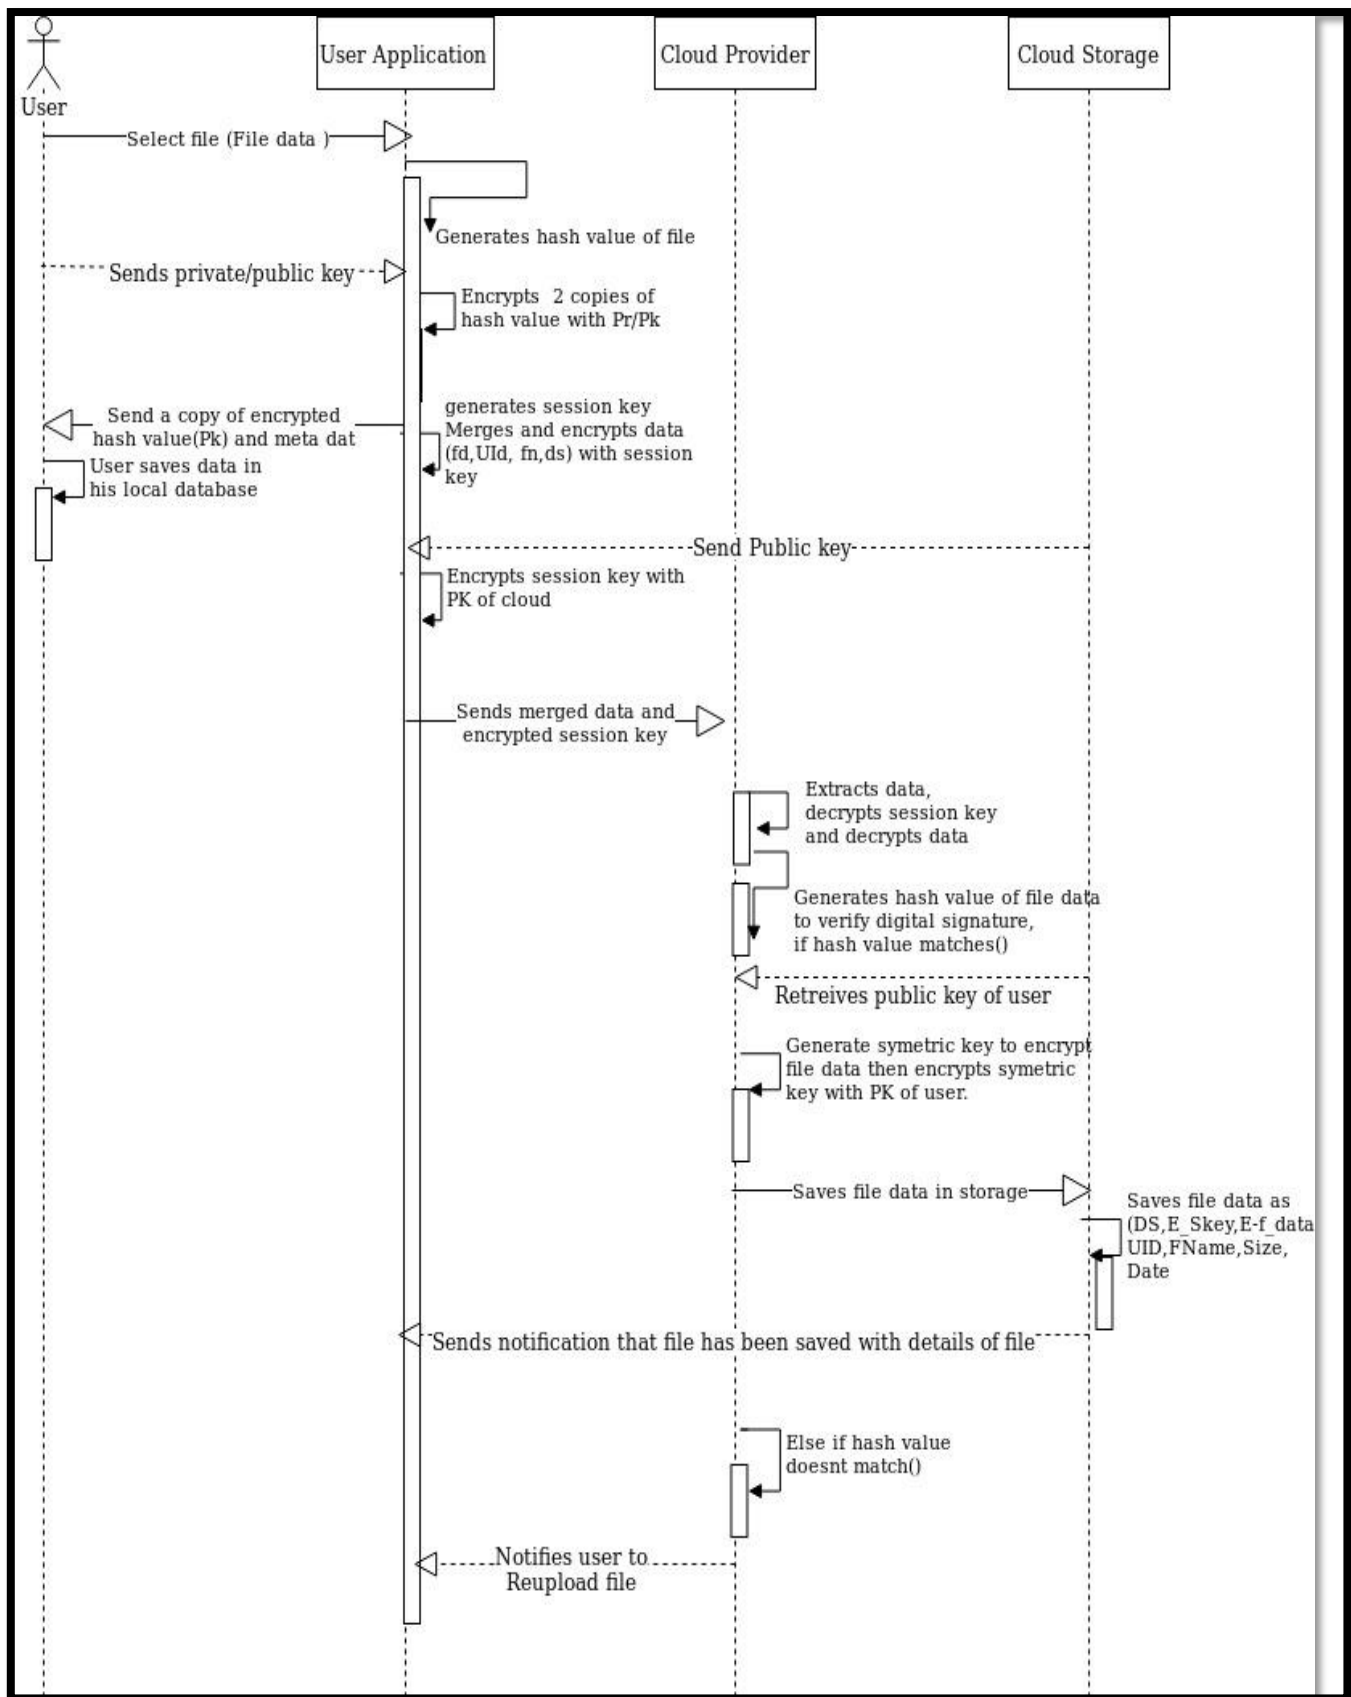 User Application
Cloud Provider
Cloud Storage
User
Select file (File data )
Generates hash value of file
Sends private/public key
Encrypts 2 copies of
hash value with Pr/Pk
Send a copy of encrypted
hash value(Pk) and meta dat
generates session key
Merges and encrypts data
(fd,UId, fn,ds) with session
key
User saves data in
his local database
Send Public key
Encrypts session key with
PK of cloud
Sends merged data and
encrypted session key
Extracts data,
decrypts session key
and decrypts data
Generates hash value of file data
to verify digital signature,
if hash value matches()
Retreives public key of user
Generate symetric key to encrypt
file data then encrypts symetric
key with PK of user.
Saves file data in storage
Saves file data as
(DS,E_Skey,E-f_data
UID,FName,Size,
Date
Sends notification that file has been saved with details of file
Else if hash value
doesnt match()
Notifies user to
Reupload file